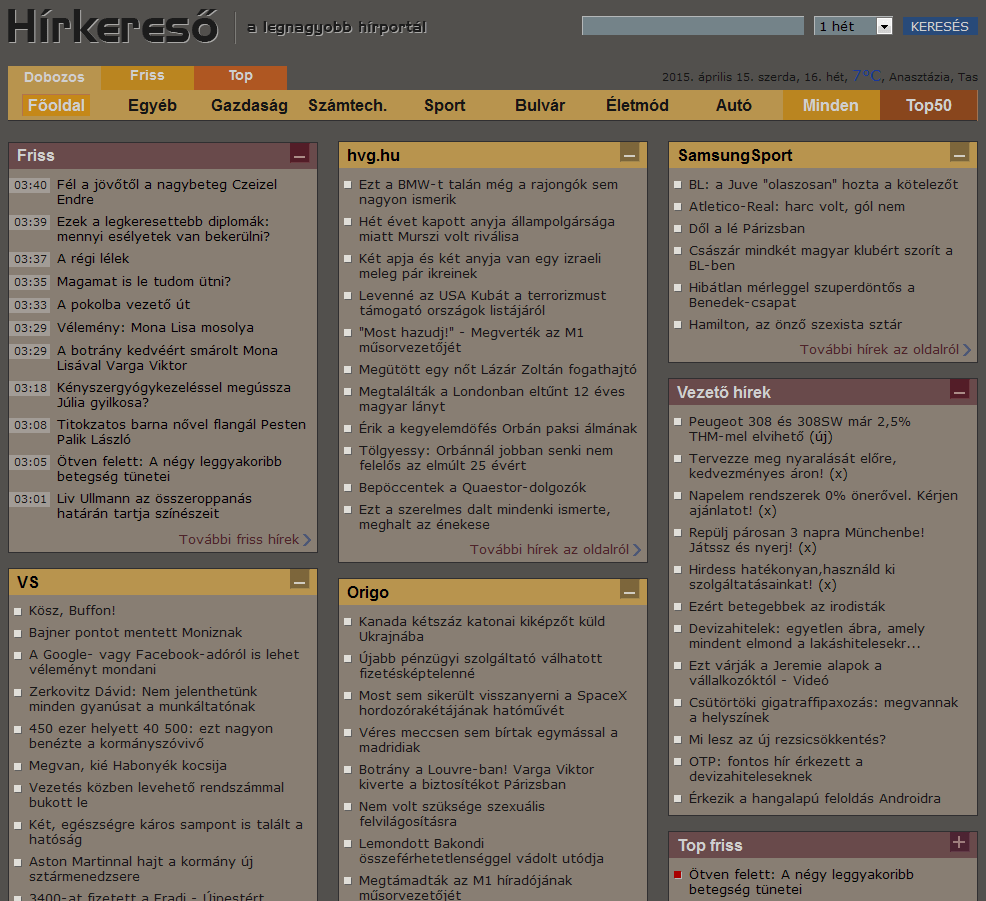 Hírkereső
a legnagyobb hírportál
1 hét
KERESÉS
Dobozos
Friss
Top
2015. április 15. szerda, 16. hét, 7°C, Anasztázia, Tas
Főoldal
Egyéb
Gazdaság
Számtech.
Sport
Bulvár
Életmód
Autó
Minden
Top50
Friss
03:40 Fél a jövőtől a nagybeteg Czeizel
Endre
03:39 Ezek a legkeresettebb diplomák:
mennyi esélyetek van bekerülni?
03:37 A régi lélek
03:35 Magamat is le tudom ütni?
03:33 A pokolba vezető út
03:29 Vélemény: Mona Lisa mosolya
03:29 A botrány kedvéért smárolt Mona
Lisával Varga Viktor
03:18 Kényszergyógykezeléssel megússza
Júlia gyilkosa?
03:08 Titokzatos barna nővel flangál Pesten
Palik László
03:05 Ötven felett: A négy leggyakoribb
betegség tünetei
03:01 Liv Ullmann az összeroppanás
határán tartja színészeit
További friss hírek
VS
Kösz, Buffon!
Bajner pontot mentett Moniznak
A Google- vagy Facebook-adóról is lehet
véleményt mondani
Zerkovitz Dávid: Nem jelenthetünk
minden gyanúsat a munkáltatónak
450 ezer helyett 40 500: ezt nagyon
benézte a kormányszóvivő
Megvan, kié Habonyék kocsija
Vezetés közben levehető rendszámmal
bukott le
Két, egészségre káros sampont is talált a
hatóság
Aston Martinnal hajt a kormány új
sztármenedzsere
3400-at fizetett a Fradi - Újpestért
hvg.hu
Ezt a BMW-t talán még a rajongók sem
nagyon ismerik
Hét évet kapott anyja állampolgársága
miatt Murszi volt riválisa
Két apja és két anyja van egy izraeli
meleg pár ikreinek
Levenné az USA Kubát a terrorizmust
támogató országok listájáról
"Most hazudj!" - Megverték az M1
műsorvezetőjét
Megütött egy nőt Lázár Zoltán fogathajtó
Megtalálták a Londonban eltűnt 12 éves
magyar lányt
Érik a kegyelemdöfés Orbán paksi álmának
Tölgyessy: Orbánnál jobban senki nem
felelős az elmúlt 25 évért
Bepöccentek a Quaestor-dolgozók
Ezt a szerelmes dalt mindenki ismerte,
meghalt az énekese
További hírek az oldalról
Origo
Kanada kétszáz katonai kiképzőt küld
Ukrajnába
Újabb pénzügyi szolgáltató válhatott
fizetésképtelenné
Most sem sikerült visszanyerni a SpaceX
hordozórakétájának hatóművét
Véres meccsen sem bírtak egymással a
madridiak
Botrány a Louvre-ban! Varga Viktor
kiverte a biztosítékot Párizsban
Nem volt szüksége szexuális
felvilágosításra
Lemondott Bakondi
összeférhetetlenséggel vádolt utódja
Megtámadták az M1 híradójának
műsorvezetőjét
SamsungSport
BL: a Juve "olaszosan" hozta a kötelezőt
Atletico-Real: harc volt, gól nem
Dől a lé Párizsban
Császár mindkét magyar klubért szorít a
BL-ben
Hibátlan mérleggel szuperdöntős a
Benedek-csapat
Hamilton, az önző szexista sztár
További hírek az oldalról
Vezető hírek
Peugeot 308 és 308SW már 2,5%
THM-mel elvihető (új)
Tervezze meg nyaralását előre,
kedvezményes áron! (x)
Napelem rendszerek 0% önerővel. Kérjen
ajánlatot! (x)
Repülj párosan 3 napra Münchenbe!
Játssz és nyerj! (x)
Hirdess hatékonyan,használd ki
szolgáltatásainkat! (x)
Ezért betegebbek az irodisták
Devizahitelek: egyetlen ábra, amely
mindent elmond a lakáshitelesekr...
Ezt várják a Jeremie alapok a
vállalkozóktól - Videó
Csütörtöki gigatraffipaxozás: megvannak
a helyszínek
Mi lesz az új rezsicsökkentés?
OTP: fontos hír érkezett a
devizahiteleseknek
Érkezik a hangalapú feloldás Androidra
Top friss
Ötven felett: A négy leggyakoribb
betegség tünetei